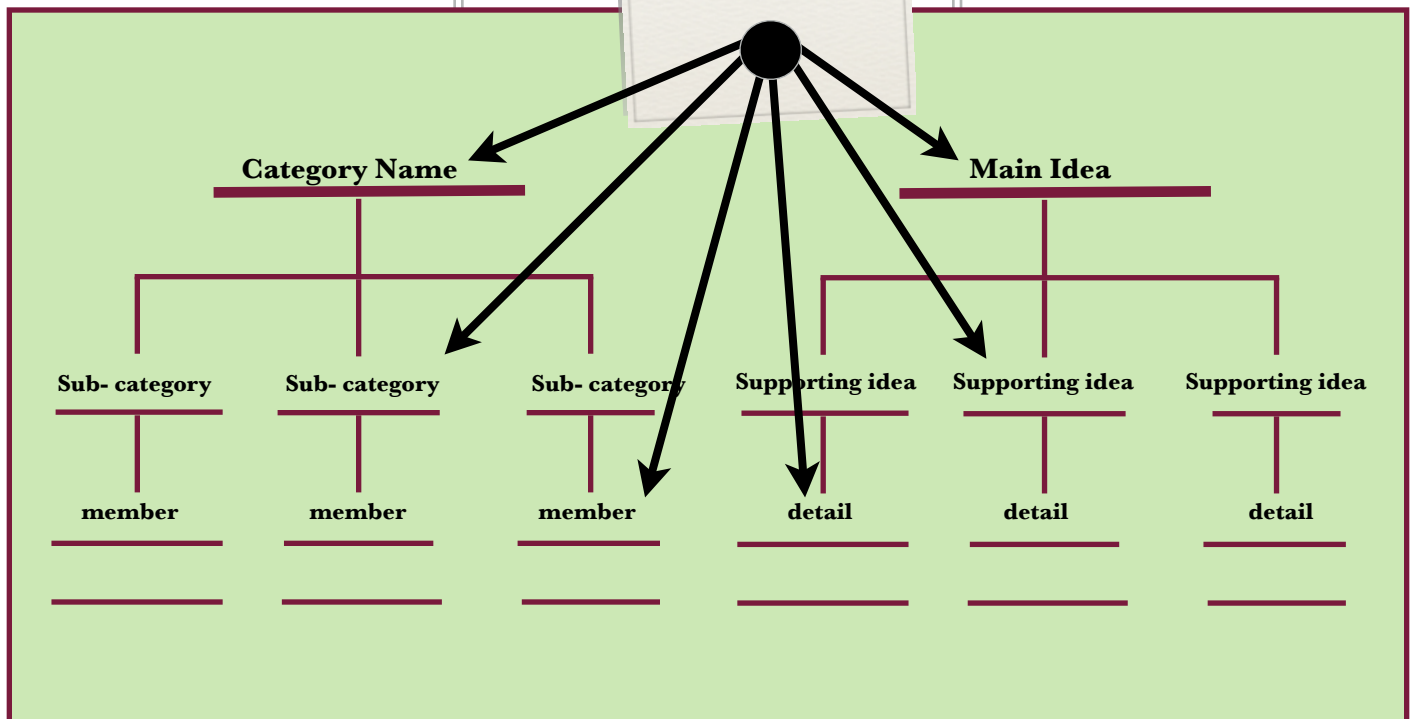 Category Name Main Idea
Sub- category Sub- category Sub- category Supporting idea Supporting idea Supporting idea
member member member detail detail detail